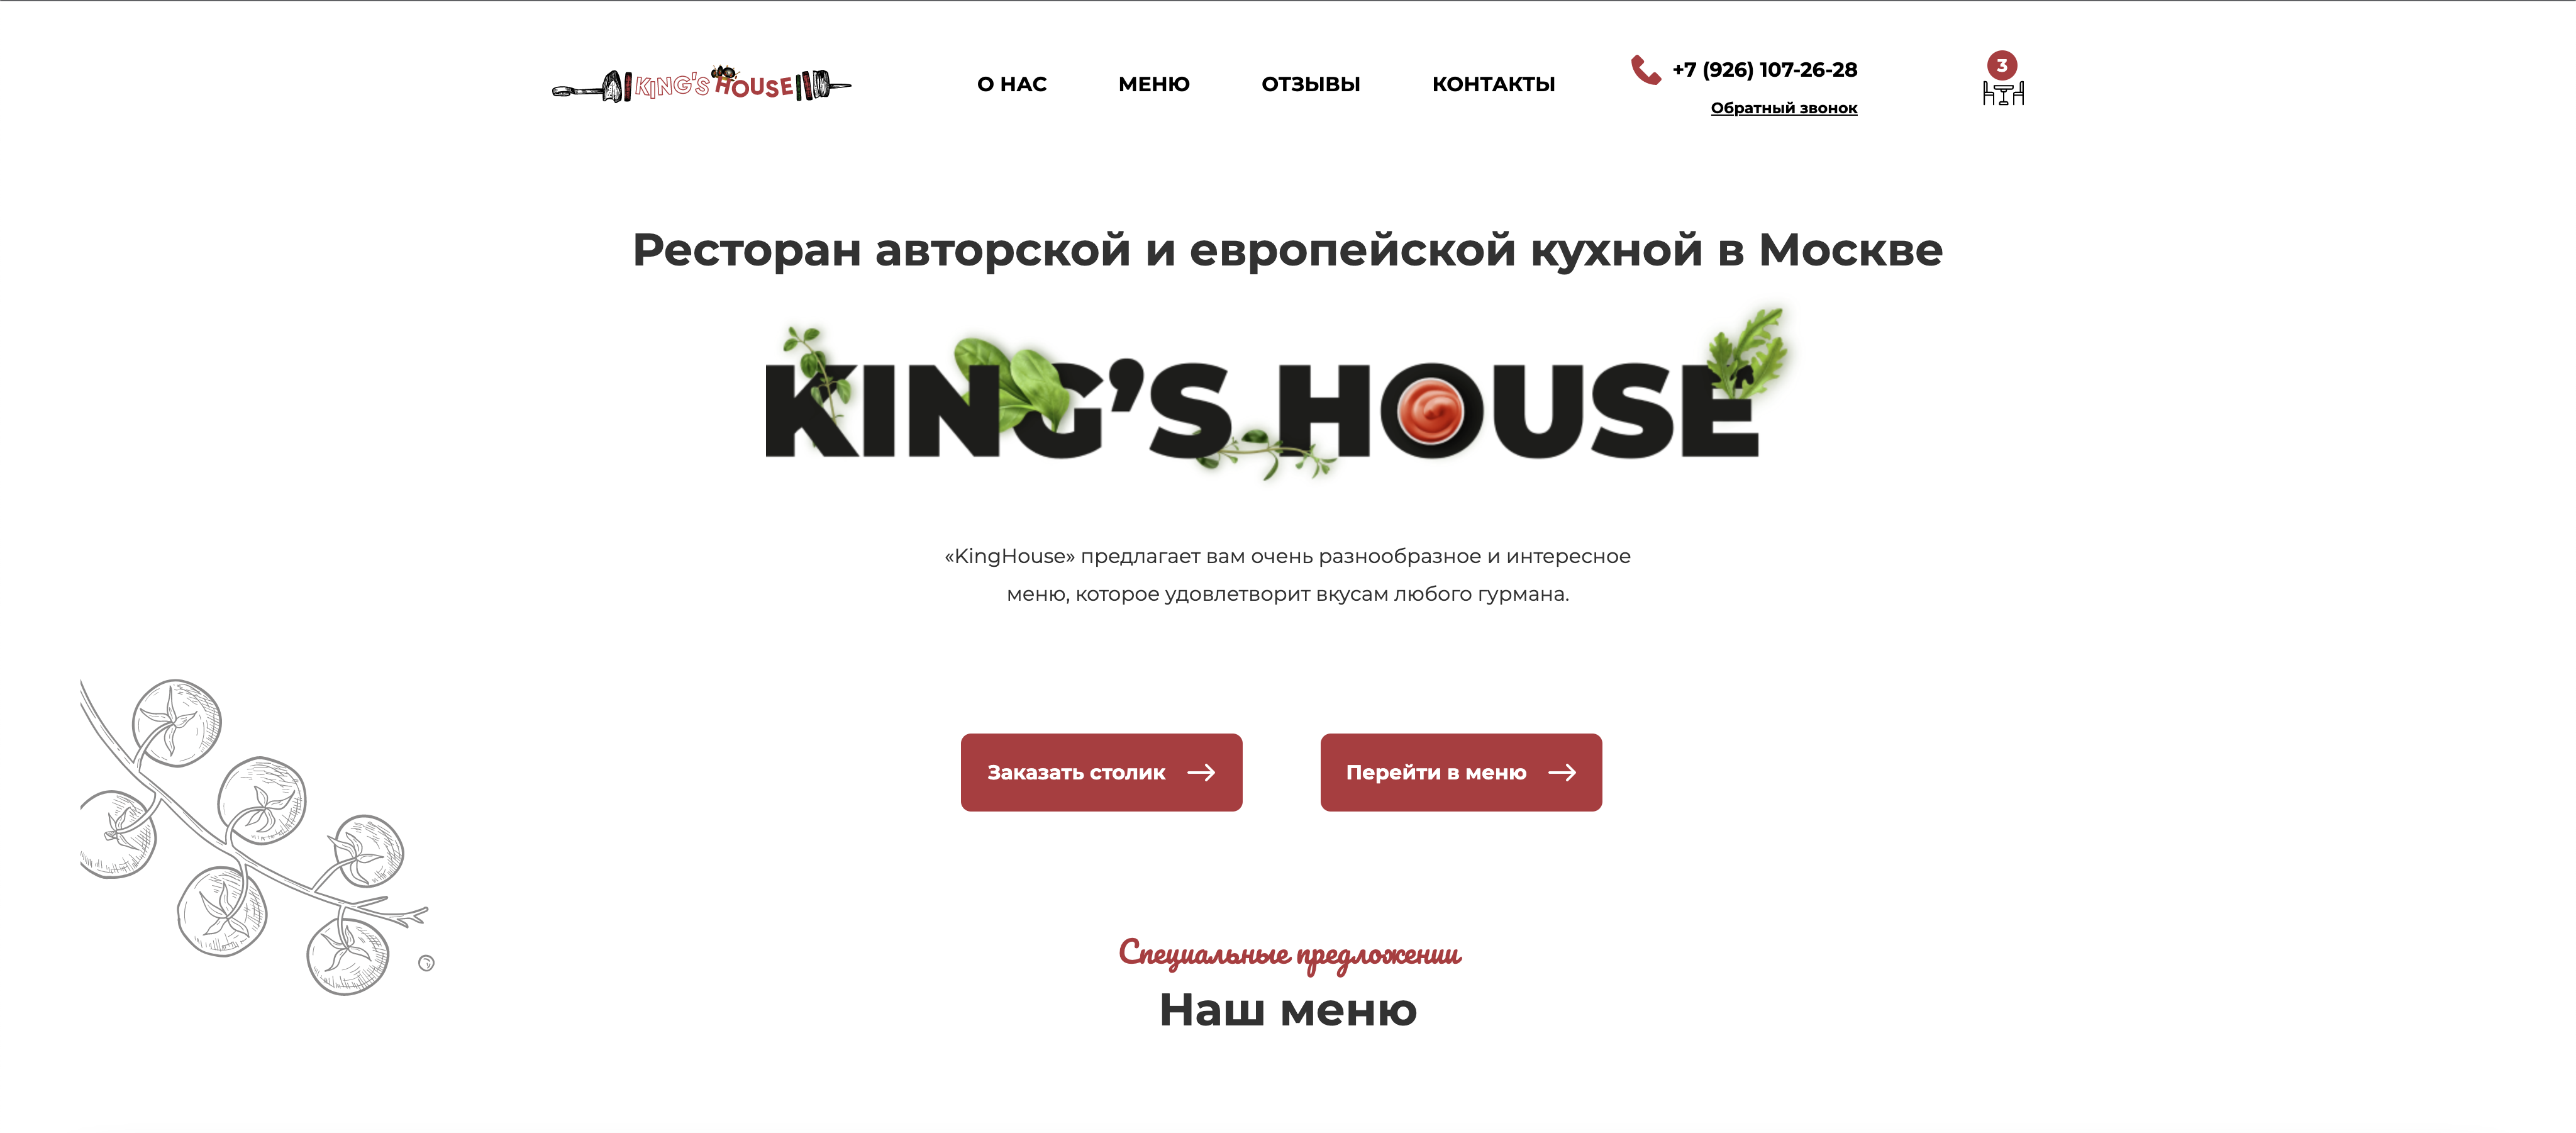 KING'S HOUSE
О НАС
МЕНЮ
ОТЗЫВЫ
КОНТАКТЫ
+7 (926) 107-26-28
Обратный звонок
3
Ресторан авторской и европейской кухной в Москве
KING’S HOUSE
«KingHouse» предлагает вам очень разнообразное и интересное
меню, которое удовлетворит вкусам любого гурмана.
Заказать столик
Перейти в меню
Специальные предложении
Наш меню